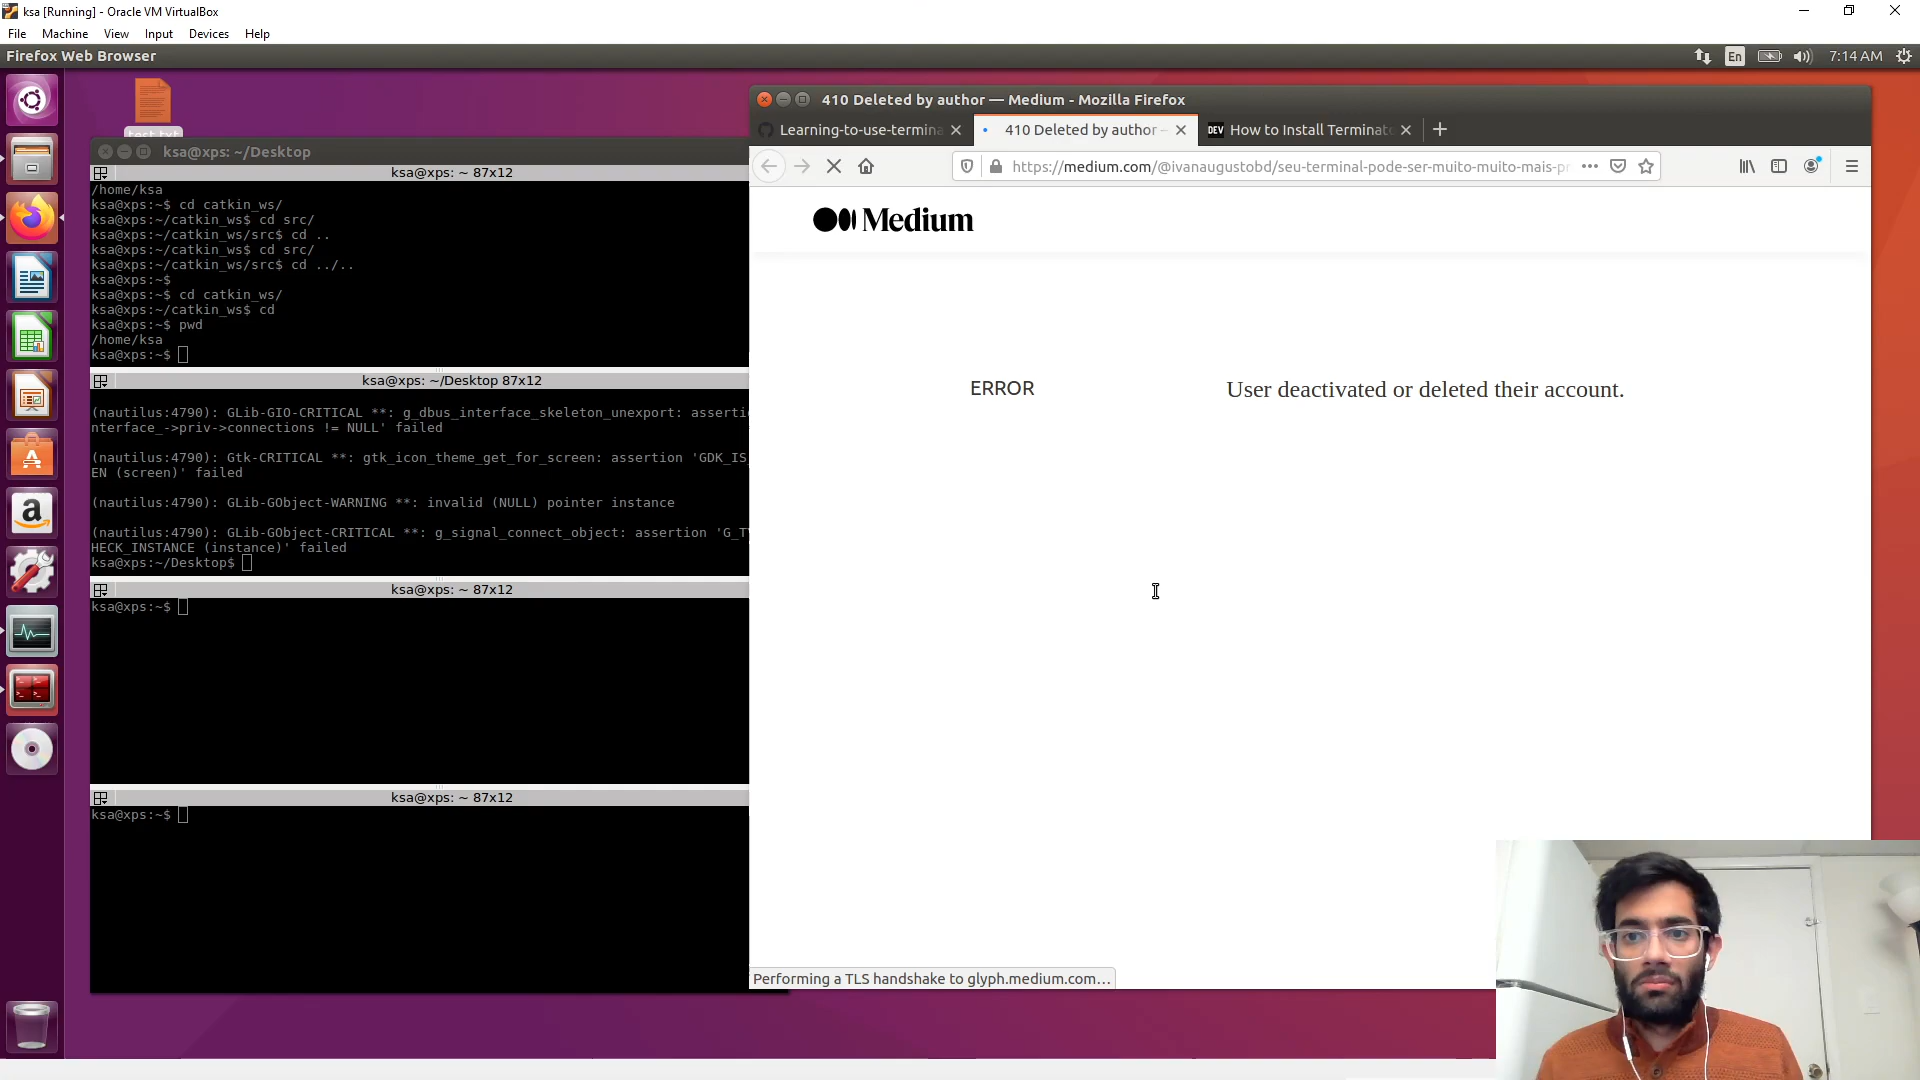 ksa [Running] - Oracle VM VirtualBox
File Machine View Input Devices Help
Firefox Web Browser
En
7:14 AM
test.txt
ksa@xps: ~/Desktop
ksa@xps: ~ 87x12
/home/ksa
ksa@xps:~$ cd catkin_ws/
ksa@xps:~/catkin_ws$ cd src/
ksa@xps:~/catkin_ws/src$ cd ..
ksa@xps:~/catkin_ws$ cd src/
ksa@xps:~/catkin_ws/src$ cd ../..
ksa@xps:~$
ksa@xps:~$ cd catkin_ws/
ksa@xps:~/catkin_ws$ cd
ksa@xps:~$ pwd
/home/ksa
ksa@xps:~$
ksa@xps: ~/Desktop 87x12
(nautilus:4790): GLib-GIO-CRITICAL **: g_dbus_interface_skeleton_unexport: asserti
nterface_->priv->connections != NULL' failed
(nautilus:4790): Gtk-CRITICAL **: gtk_icon_theme_get_for_screen: assertion 'GDK_IS_
EN (screen)' failed
(nautilus:4790): GLib-GObject-WARNING **: invalid (NULL) pointer instance
(nautilus:4790): GLib-GObject-CRITICAL **: g_signal_connect_object: assertion 'G_T
HECK_INSTANCE (instance)' failed
ksa@xps:~/Desktop$
ksa@xps: ~ 87x12
ksa@xps:~$
ksa@xps: ~ 87x12
ksa@xps:~$
410 Deleted by author — Medium - Mozilla Firefox
Learning-to-use-termina
410 Deleted by author –
DEV How to Install Terminato
https://medium.com/@ivanaugustobd/seu-terminal-pode-ser-muito-muito-mais-pr
Medium
ERROR
User deactivated or deleted their account.
Performing a TLS handshake to glyph.medium.com…